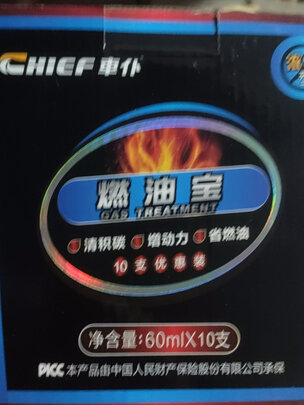 CHIEF 車仆
燃油宝
GAS TREATMENT
清积碳 增动力 省燃油
10支优惠装
净含量:60mlX10支
PICC 本产品由中国人民财产保险股份有限公司承保